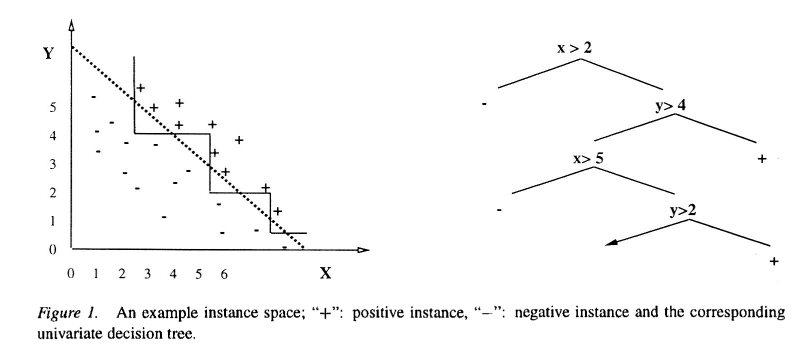 Y
5
4
3
2
1
0
0 1 2 3 4 5 6 X
x > 2
-
y> 4
+
x> 5
-
y>2
+
Figure 1. An example instance space; “+”: positive instance, “−”: negative instance and the corresponding
univariate decision tree.